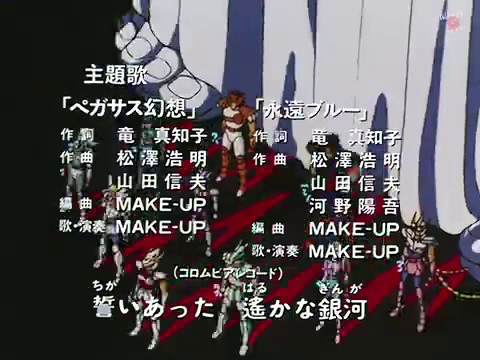 主題歌
「ペガサス幻想」
作詞 竜 真知子
作曲 松澤浩明
山田信夫
編曲 MAKE-UP
歌・演奏 MAKE-UP
「永遠ブルー」
作詞 竜 真知子
作曲 松澤浩明
山田信夫
河野陽吾
編曲 MAKE-UP
歌・演奏 MAKE-UP
(コロムビアレコード)
ちか はる ぎんが
誓いあった 遙かな銀河